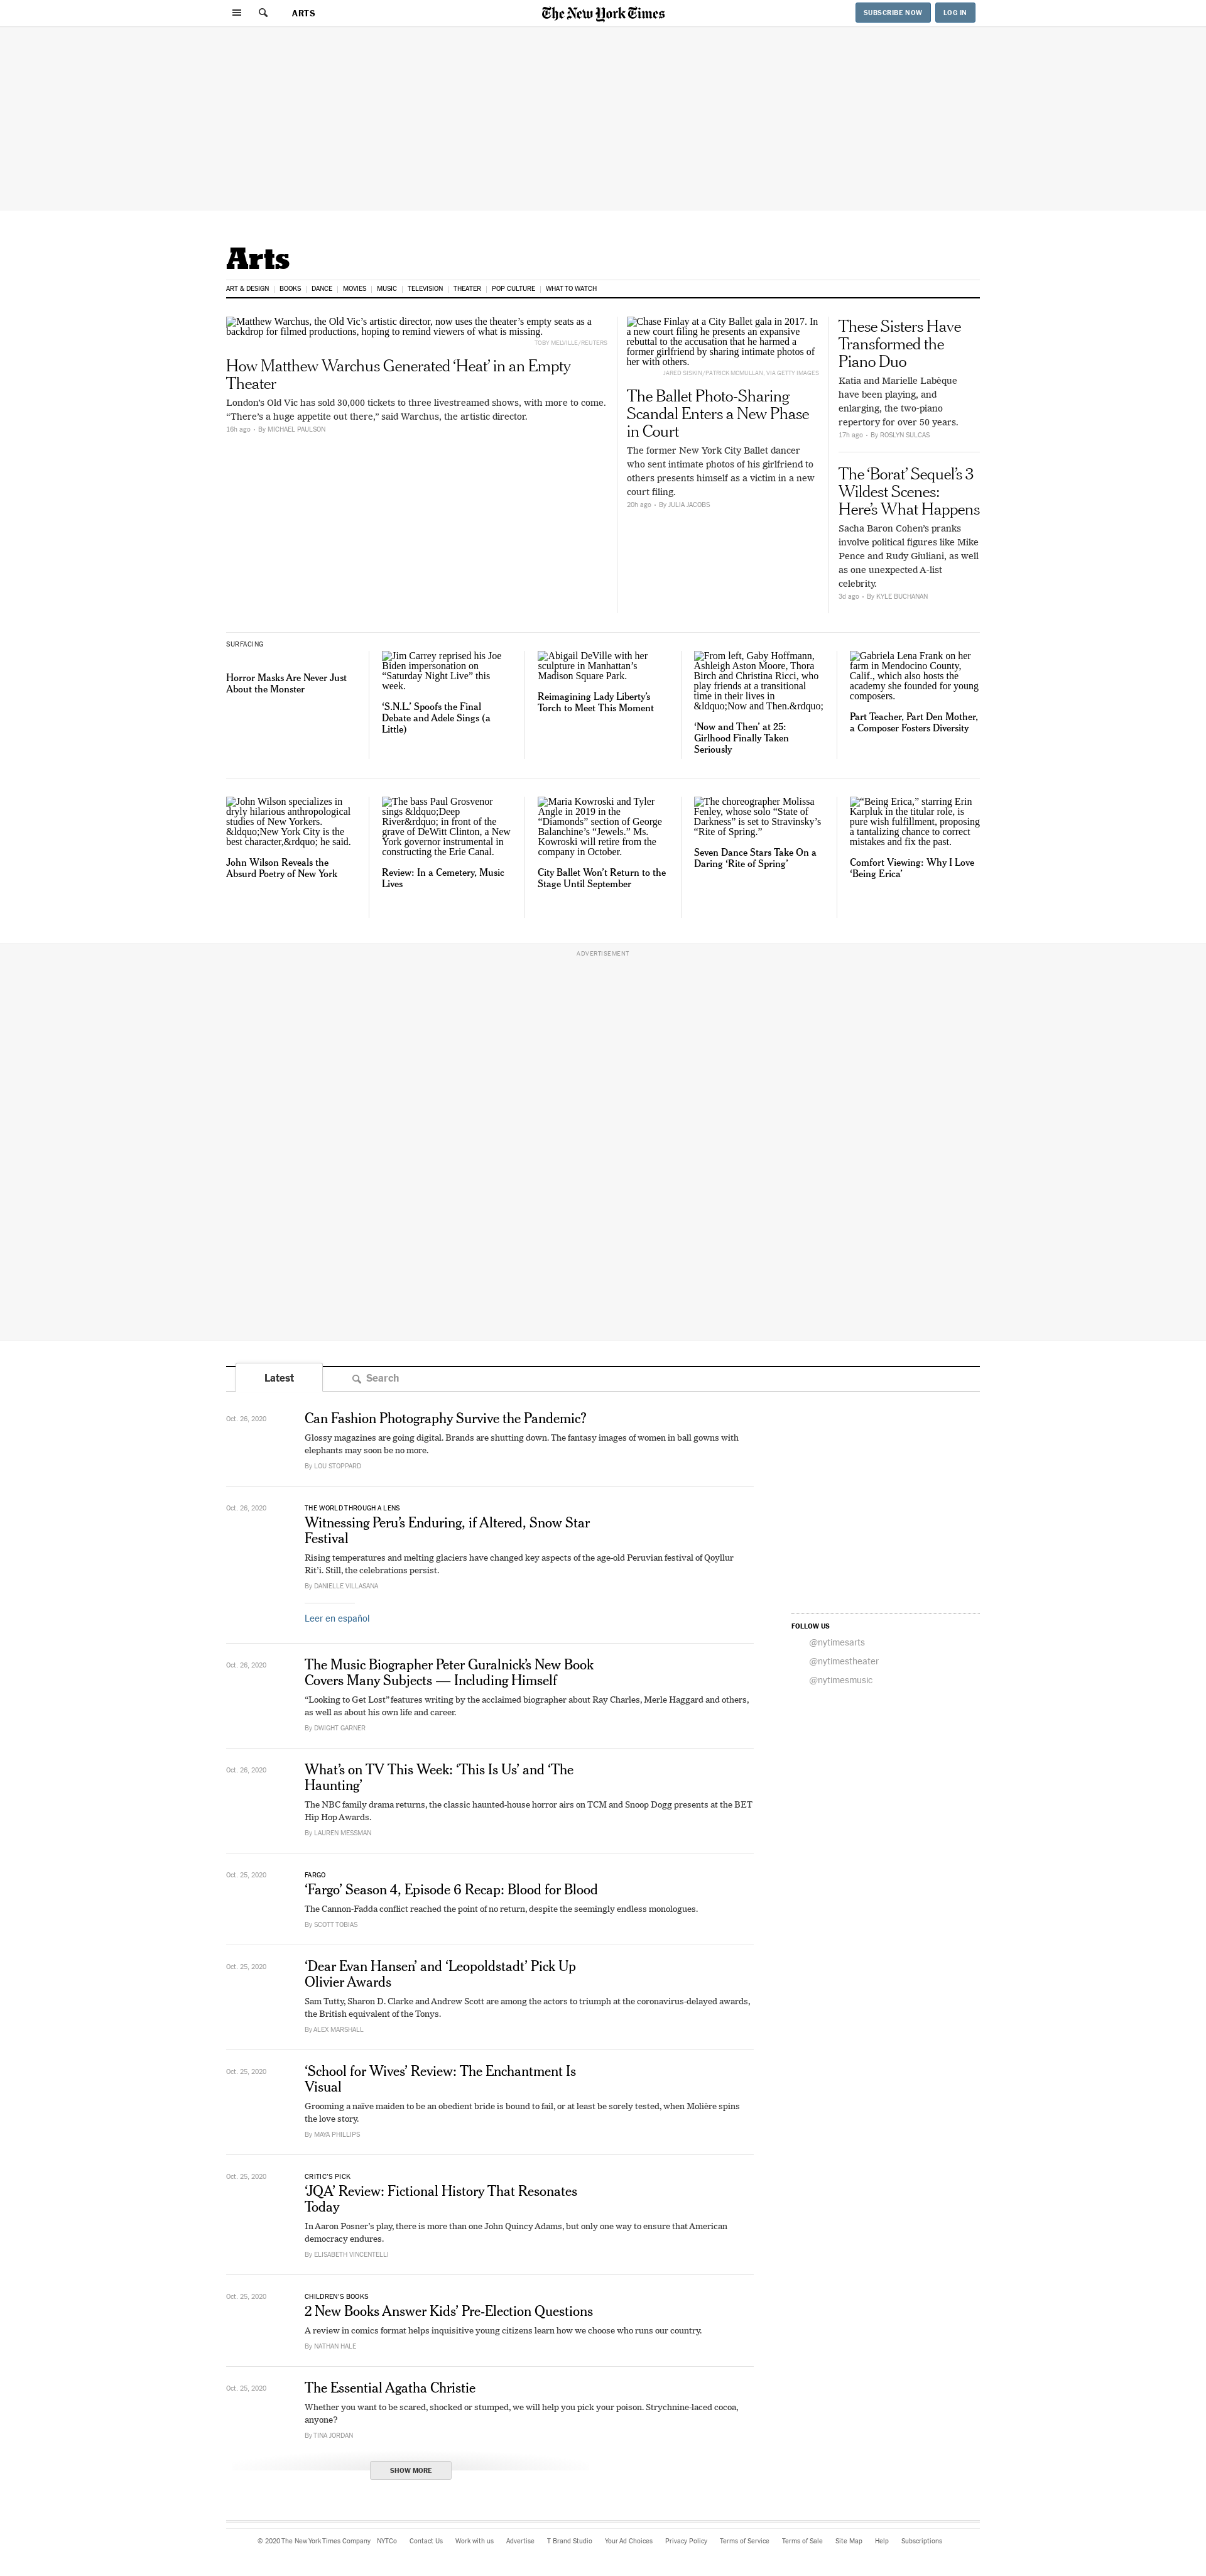 ARTS
The New York Times
SUBSCRIBE NOW
LOG IN
Arts
ART & DESIGN
BOOKS
DANCE
MOVIES
MUSIC
TELEVISION
THEATER
POP CULTURE
WHAT TO WATCH
Matthew Warchus, the Old Vic’s artistic director, now uses the theater’s empty seats as a
backdrop for filmed productions, hoping to remind viewers of what is missing.
TOBY MELVILLE/REUTERS
How Matthew Warchus Generated ‘Heat’ in an Empty
Theater
London’s Old Vic has sold 30,000 tickets to three livestreamed shows, with more to come.
“There’s a huge appetite out there,” said Warchus, the artistic director.
16h ago • By MICHAEL PAULSON
Chase Finlay at a City Ballet gala in 2017. In
a new court filing he presents an expansive
rebuttal to the accusation that he harmed a
former girlfriend by sharing intimate photos of
her with others.
JARED SISKIN/PATRICK MCMULLAN, VIA GETTY IMAGES
The Ballet Photo-Sharing
Scandal Enters a New Phase
in Court
The former New York City Ballet dancer
who sent intimate photos of his girlfriend to
others presents himself as a victim in a new
court filing.
20h ago • By JULIA JACOBS
These Sisters Have
Transformed the
Piano Duo
Katia and Marielle Labèque
have been playing, and
enlarging, the two-piano
repertory for over 50 years.
17h ago • By ROSLYN SULCAS
The ‘Borat’ Sequel’s 3
Wildest Scenes:
Here’s What Happens
Sacha Baron Cohen’s pranks
involve political figures like Mike
Pence and Rudy Giuliani, as well
as one unexpected A-list
celebrity.
3d ago • By KYLE BUCHANAN
SURFACING
Horror Masks Are Never Just
About the Monster
Jim Carrey reprised his Joe
Biden impersonation on
“Saturday Night Live” this
week.
‘S.N.L.’ Spoofs the Final
Debate and Adele Sings (a
Little)
Abigail DeVille with her
sculpture in Manhattan’s
Madison Square Park.
Reimagining Lady Liberty’s
Torch to Meet This Moment
From left, Gaby Hoffmann,
Ashleigh Aston Moore, Thora
Birch and Christina Ricci, who
play friends at a transitional
time in their lives in
&ldquo;Now and Then.&rdquo;
‘Now and Then’ at 25:
Girlhood Finally Taken
Seriously
Gabriela Lena Frank on her
farm in Mendocino County,
Calif., which also hosts the
academy she founded for young
composers.
Part Teacher, Part Den Mother,
a Composer Fosters Diversity
John Wilson specializes in
dryly hilarious anthropological
studies of New Yorkers.
&ldquo;New York City is the
best character,&rdquo; he said.
John Wilson Reveals the
Absurd Poetry of New York
The bass Paul Grosvenor
sings &ldquo;Deep
River&rdquo; in front of the
grave of DeWitt Clinton, a New
York governor instrumental in
constructing the Erie Canal.
Review: In a Cemetery, Music
Lives
Maria Kowroski and Tyler
Angle in 2019 in the
“Diamonds” section of George
Balanchine’s “Jewels.” Ms.
Kowroski will retire from the
company in October.
City Ballet Won’t Return to the
Stage Until September
The choreographer Molissa
Fenley, whose solo “State of
Darkness” is set to Stravinsky’s
“Rite of Spring.”
Seven Dance Stars Take On a
Daring ‘Rite of Spring’
“Being Erica,” starring Erin
Karpluk in the titular role, is
pure wish fulfillment, proposing
a tantalizing chance to correct
mistakes and fix the past.
Comfort Viewing: Why I Love
‘Being Erica’
ADVERTISEMENT
Latest
Search
Oct. 26, 2020
Can Fashion Photography Survive the Pandemic?
Glossy magazines are going digital. Brands are shutting down. The fantasy images of women in ball gowns with
elephants may soon be no more.
By LOU STOPPARD
Oct. 26, 2020
THE WORLD THROUGH A LENS
Witnessing Peru’s Enduring, if Altered, Snow Star
Festival
Rising temperatures and melting glaciers have changed key aspects of the age-old Peruvian festival of Qoyllur
Rit’i. Still, the celebrations persist.
By DANIELLE VILLASANA
Leer en español
FOLLOW US
@nytimesarts
@nytimestheater
@nytimesmusic
Oct. 26, 2020
The Music Biographer Peter Guralnick’s New Book
Covers Many Subjects — Including Himself
“Looking to Get Lost” features writing by the acclaimed biographer about Ray Charles, Merle Haggard and others,
as well as about his own life and career.
By DWIGHT GARNER
Oct. 26, 2020
What’s on TV This Week: ‘This Is Us’ and ‘The
Haunting’
The NBC family drama returns, the classic haunted-house horror airs on TCM and Snoop Dogg presents at the BET
Hip Hop Awards.
By LAUREN MESSMAN
Oct. 25, 2020
FARGO
‘Fargo’ Season 4, Episode 6 Recap: Blood for Blood
The Cannon-Fadda conflict reached the point of no return, despite the seemingly endless monologues.
By SCOTT TOBIAS
Oct. 25, 2020
‘Dear Evan Hansen’ and ‘Leopoldstadt’ Pick Up
Olivier Awards
Sam Tutty, Sharon D. Clarke and Andrew Scott are among the actors to triumph at the coronavirus-delayed awards,
the British equivalent of the Tonys.
By ALEX MARSHALL
Oct. 25, 2020
‘School for Wives’ Review: The Enchantment Is
Visual
Grooming a naïve maiden to be an obedient bride is bound to fail, or at least be sorely tested, when Molière spins
the love story.
By MAYA PHILLIPS
Oct. 25, 2020
CRITIC’S PICK
‘JQA’ Review: Fictional History That Resonates
Today
In Aaron Posner’s play, there is more than one John Quincy Adams, but only one way to ensure that American
democracy endures.
By ELISABETH VINCENTELLI
Oct. 25, 2020
CHILDREN’S BOOKS
2 New Books Answer Kids’ Pre-Election Questions
A review in comics format helps inquisitive young citizens learn how we choose who runs our country.
By NATHAN HALE
Oct. 25, 2020
The Essential Agatha Christie
Whether you want to be scared, shocked or stumped, we will help you pick your poison. Strychnine-laced cocoa,
anyone?
By TINA JORDAN
SHOW MORE
© 2020 The New York Times Company
NYTCo
Contact Us
Work with us
Advertise
T Brand Studio
Your Ad Choices
Privacy Policy
Terms of Service
Terms of Sale
Site Map
Help
Subscriptions